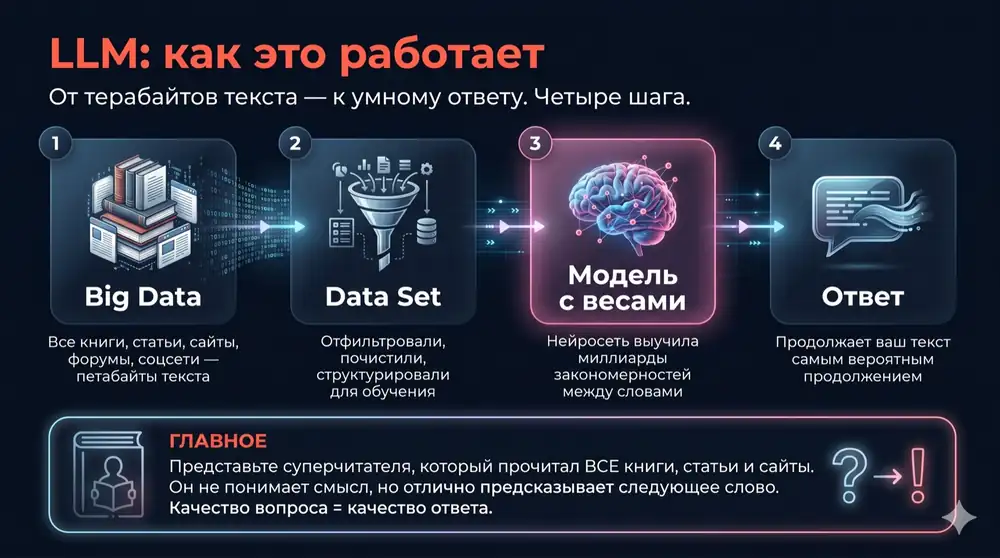 LLM: как это работает
От терабайтов текста — к умному ответу. Четыре шага.
1
2
3
4
Big Data
Data Set
Модель
с весами
Ответ
Все книги, статьи, сайты,
форумы, соцсети —
петабайты текста
Отфильтровали,
почистили,
структурировали
для обучения
Нейросеть выучила
миллиарды
закономерностей
между словами
Продолжает ваш текст
самым вероятным
продолжением
ГЛАВНОЕ
Представьте суперчитателя, который прочитал ВСЕ книги, статьи и сайты.
Он не понимает смысл, но отлично предсказывает следующее слово.
Качество вопроса = качество ответа.
? → !